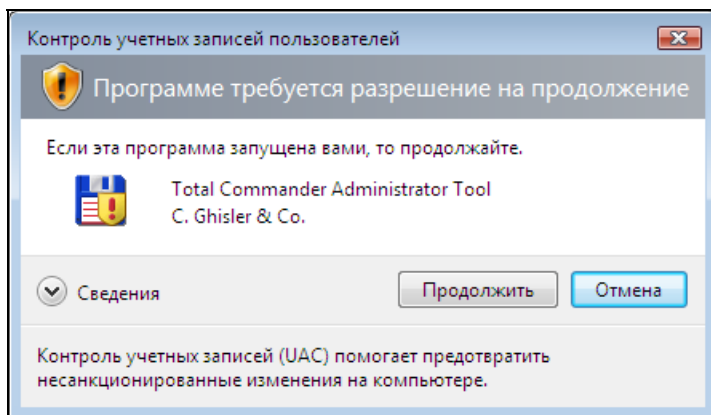 Контроль учетных записей пользователей
Программе требуется разрешение на продолжение
Если эта программа запущена вами, то продолжайте.
Total Commander Administrator Tool
C. Ghisler & Co.
Сведения
Продолжить
Отмена
Контроль учетных записей (UAC) помогает предотвратить
несанкционированные изменения на компьютере.